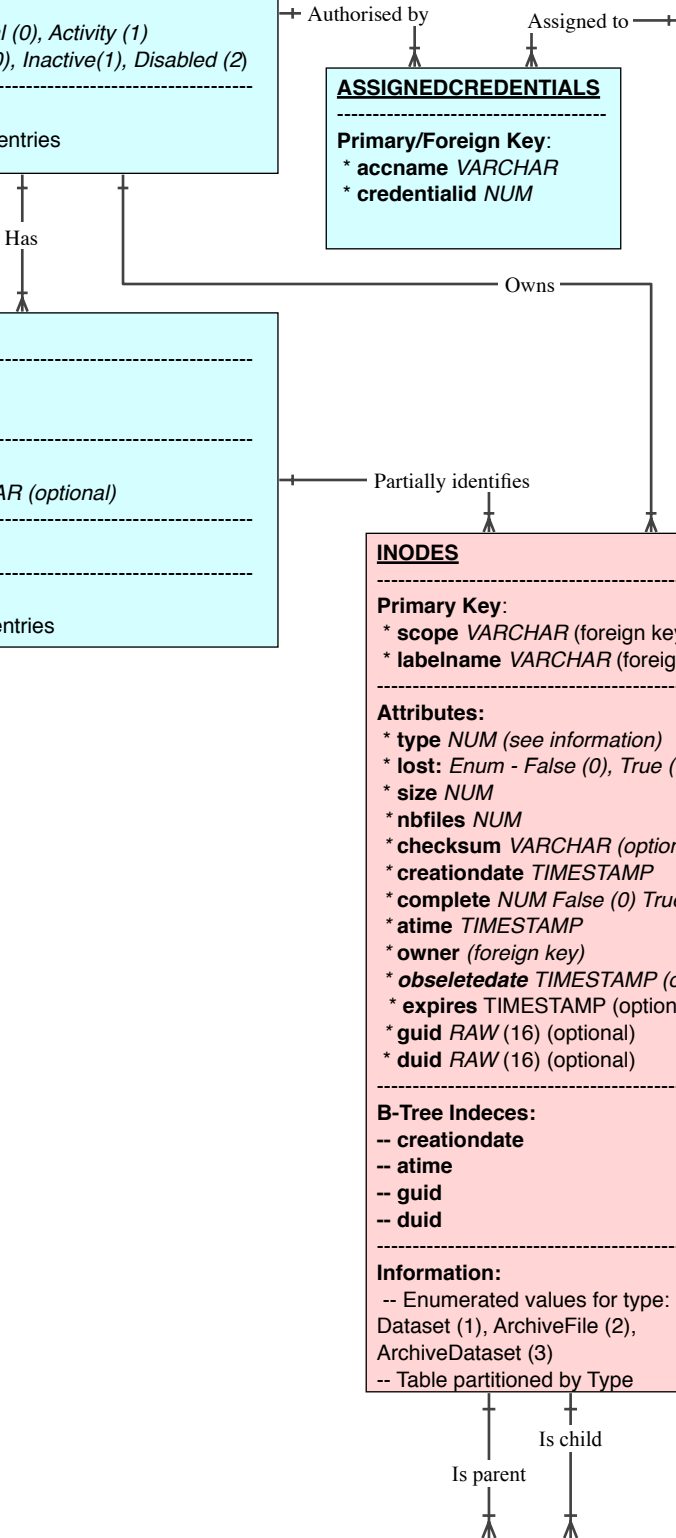 Authorised by
Assigned to
l (0), Activity (1)
0), Inactive(1), Disabled (2)
------------------------------------
entries
ASSIGNEDCREDENTIALS
--------------------------------------
Primary/Foreign Key:
* accname VARCHAR
* credentialid NUM
Has
Owns
------------------------------------
------------------------------------
AR (optional)
------------------------------------
------------------------------------
entries
Partially identifies
INODES
------------------------------------------
Primary Key:
* scope VARCHAR (foreign key
* labelname VARCHAR (foreig
------------------------------------------
Attributes:
* type NUM (see information)
* lost: Enum - False (0), True (
* size NUM
* nbfiles NUM
* checksum VARCHAR (option
* creationdate TIMESTAMP
* complete NUM False (0) True
* atime TIMESTAMP
* owner (foreign key)
* obseletedate TIMESTAMP (o
* expires TIMESTAMP (option
* guid RAW (16) (optional)
* duid RAW (16) (optional)
------------------------------------------
B-Tree Indeces:
-- creationdate
-- atime
-- guid
-- duid
------------------------------------------
Information:
-- Enumerated values for type:
Dataset (1), ArchiveFile (2),
ArchiveDataset (3)
-- Table partitioned by Type
Is child
Is parent